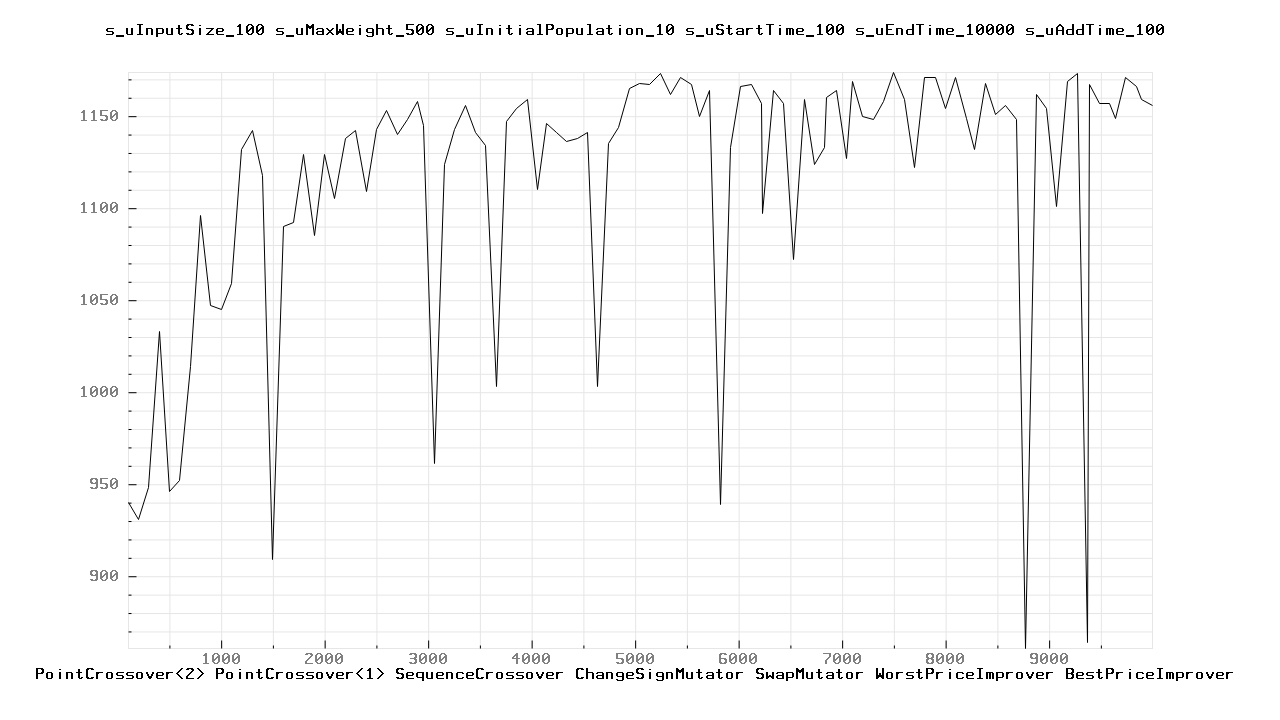 s_uInputSize_100 s_uMaxWeight_500 s_uInitialPopulation_10 s_uStartTime_100 s_uEndTime_10000 s_uAddTime_100
1150
1100
1050
1000
950
900
1000 2000 3000 4000 5000 6000 7000 8000 9000
PointCrossover<2> PointCrossover<1> SequenceCrossover ChangeSignMutator SwapMutator WorstPriceImprover BestPriceImprover